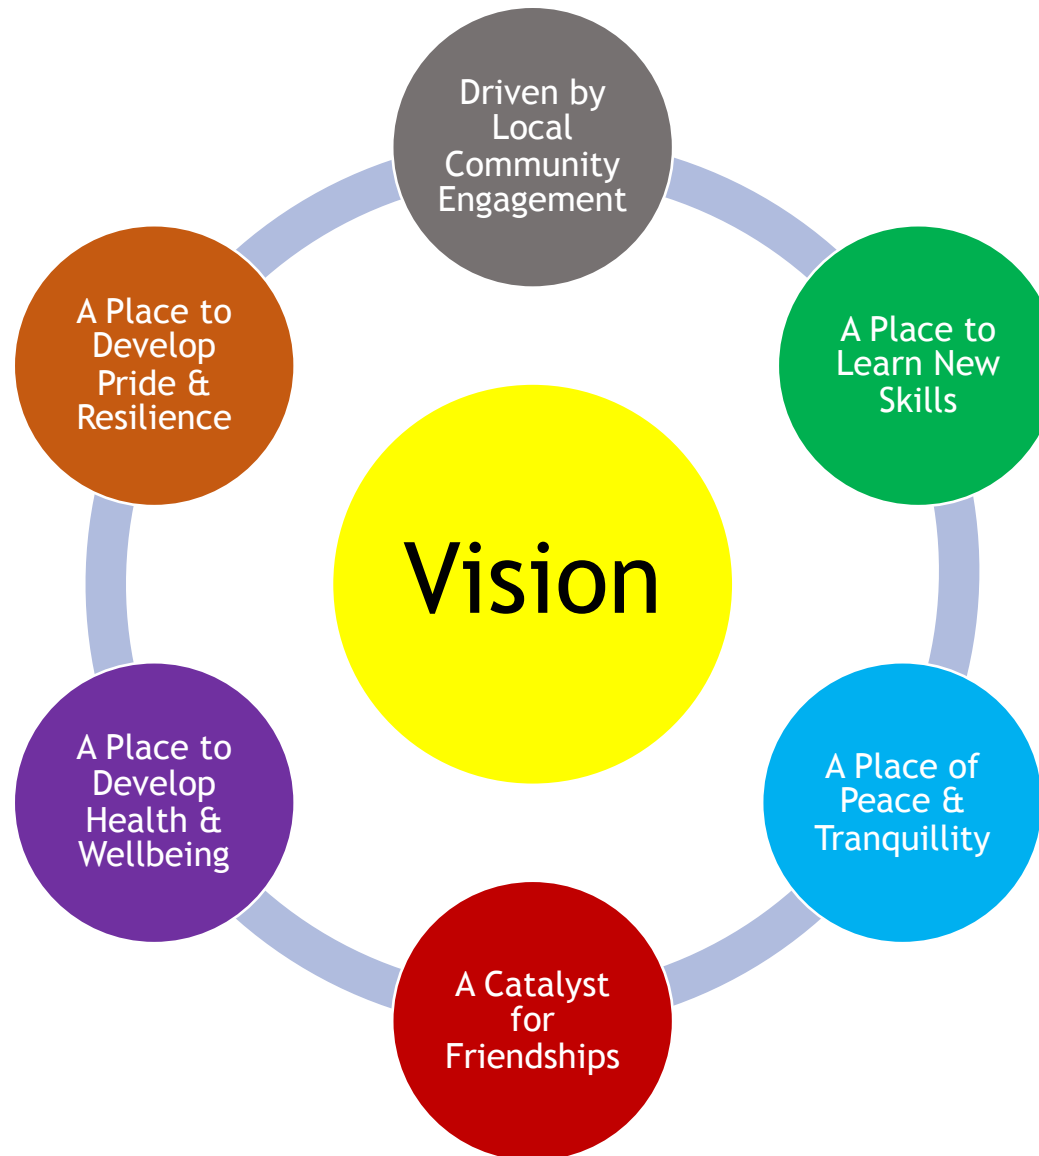 Driven by
Local
Community
Engagement
A Place to
Learn New
Skills
A Place of
Peace &
Tranquillity
A Catalyst
for
Friendships
A Place to
Develop
Health &
Wellbeing
A Place to
Develop
Pride &
Resilience
Vision